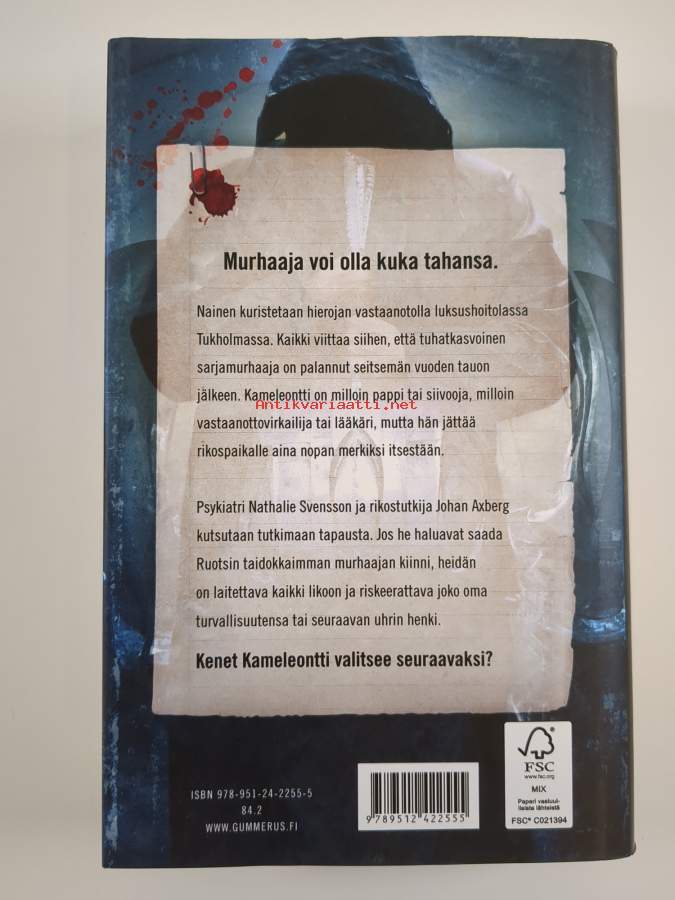 Murhaaja voi olla kuka tahansa.
Nainen kuristetaan hierojan vastaanotolla luksushoitolassa
Tukholmassa. Kaikki viittaa siihen, että tuhatkasvoinen
sarjamurhaaja on palannut seitsemän vuoden tauon
jälkeen. Kameleontti on milloin pappi tai siivooja, milloin
Antikvariaatti.net
vastaanottovirkailija tai lääkäri, mutta hän jättää
rikospaikalle aina nopan merkiksi itsestään.
Psykiatri Nathalie Svensson ja rikostutkija Johan Axberg
kutsutaan tutkimaan tapausta. Jos he haluavat saada
Ruotsin taidokkaimman murhaajan kiinni, heidän
on laitettava kaikki likoon ja riskeerattava joko oma
turvallisuutensa tai seuraavan uhrin henki.
Kenet Kameleontti valitsee seuraavaksi?
ISBN 978-951-24-2255-5
84.2
WWW.GUMMERUS.FI
9 789512 422555
FSC
www.fsc.org
MIX
Paperi vastuul-
lisista lähteistä
FSC® C021394